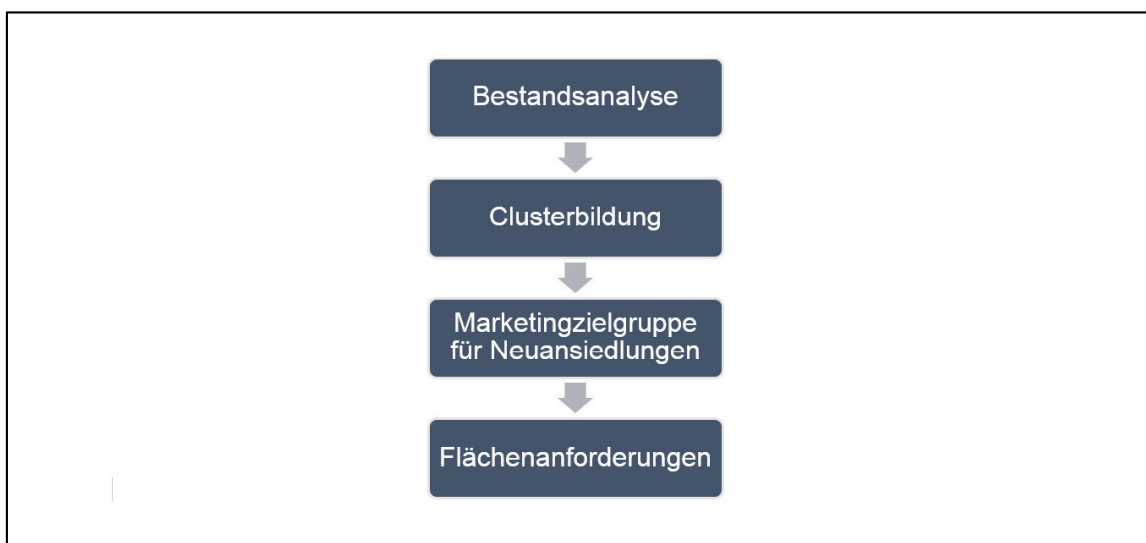 Bestandsanalyse
Clusterbildung
Marketingzielgruppe
für Neuansiedlungen
Flächenanforderungen